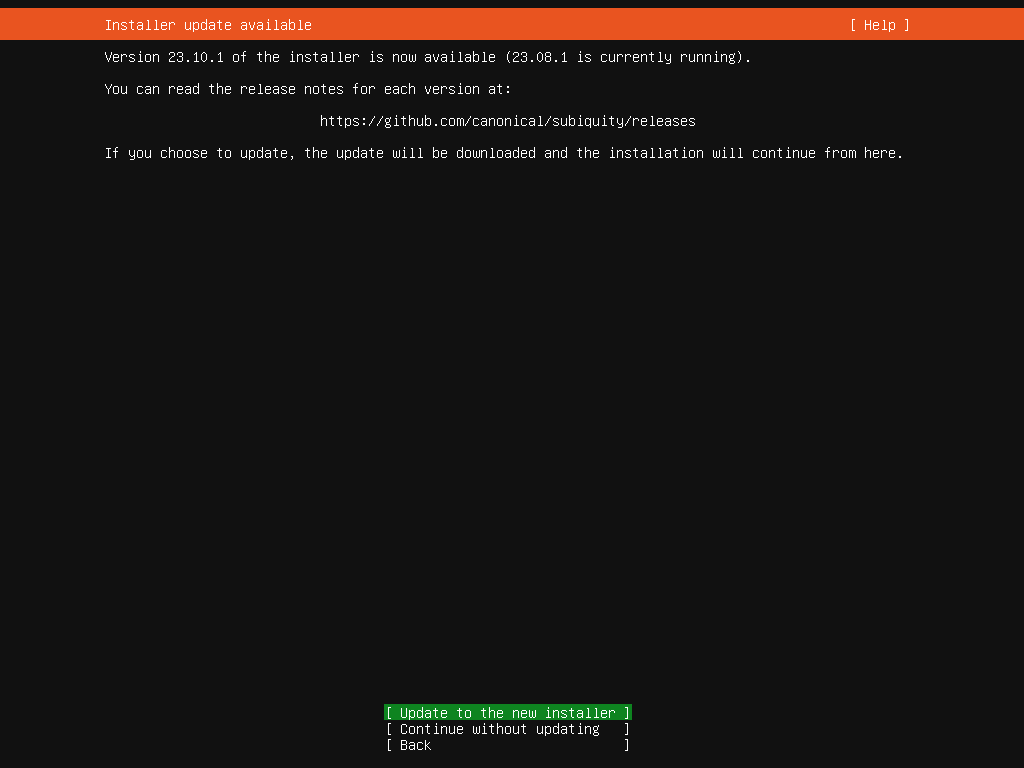 Installer update available [ Help ]
Version 23.10.1 of the installer is now available (23.08.1 is currently running).
You can read the release notes for each version at:
https://github.com/canonical/subiquity/releases
If you choose to update, the update will be downloaded and the installation will continue from here.
[ Update to the new installer ]
[ Continue without updating ]
[ Back ]